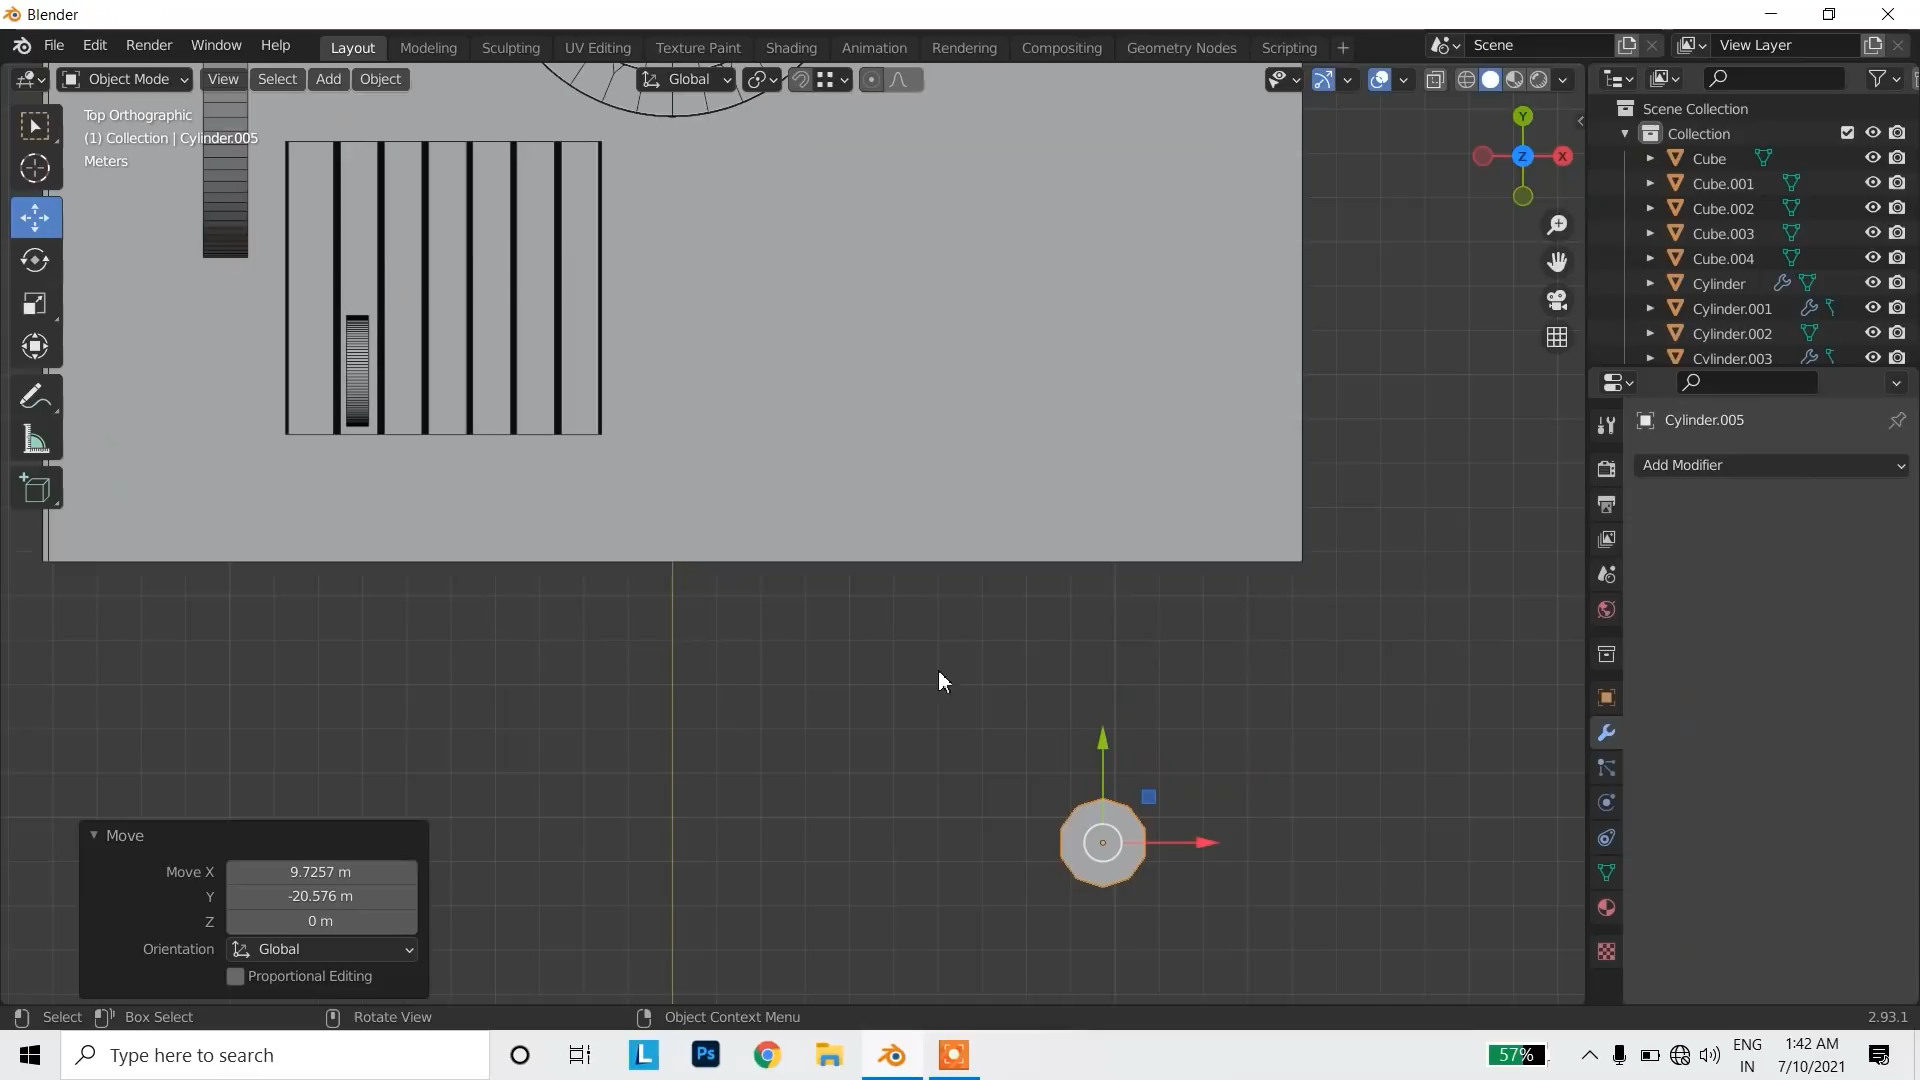 Blender
File Edit Render Window Help Layout Modeling Sculpting UV Editing Texture Paint Shading Animation Rendering Compositing Geometry Nodes Scripting + Scene View Layer
Object Mode View Select Add Object Global
Top Orthographic
(1) Collection | Cylinder.005
Meters
Y
X
Z
Scene Collection
Collection
Cube
Cube.001
Cube.002
Cube.003
Cube.004
Cylinder
Cylinder.001
Cylinder.002
Cylinder.003
Cylinder.005
Add Modifier
Move
Move X 9.7257 m
Y -20.576 m
Z 0 m
Orientation Global
Proportional Editing
Select Box Select Rotate View Object Context Menu 2.93.1
Type here to search
L
Ps
57%
ENG
IN
1:42 AM
7/10/2021